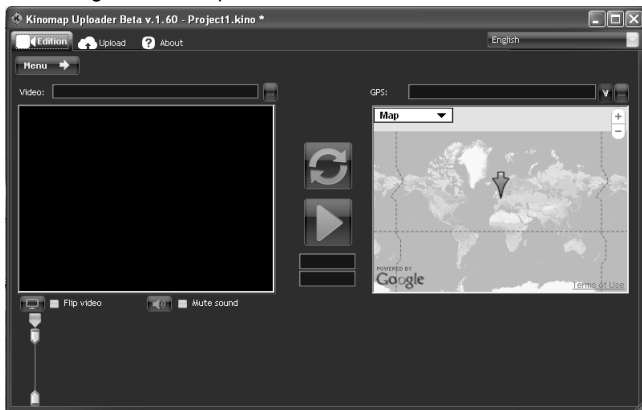 Kinomap Uploader Beta v.1.60 - Project1.kino *
Edition Upload ? About English
Menu
Video: ... GPS: ...
Map
+
-
POWERED BY
Google Terms of Use
Flip video Mute sound